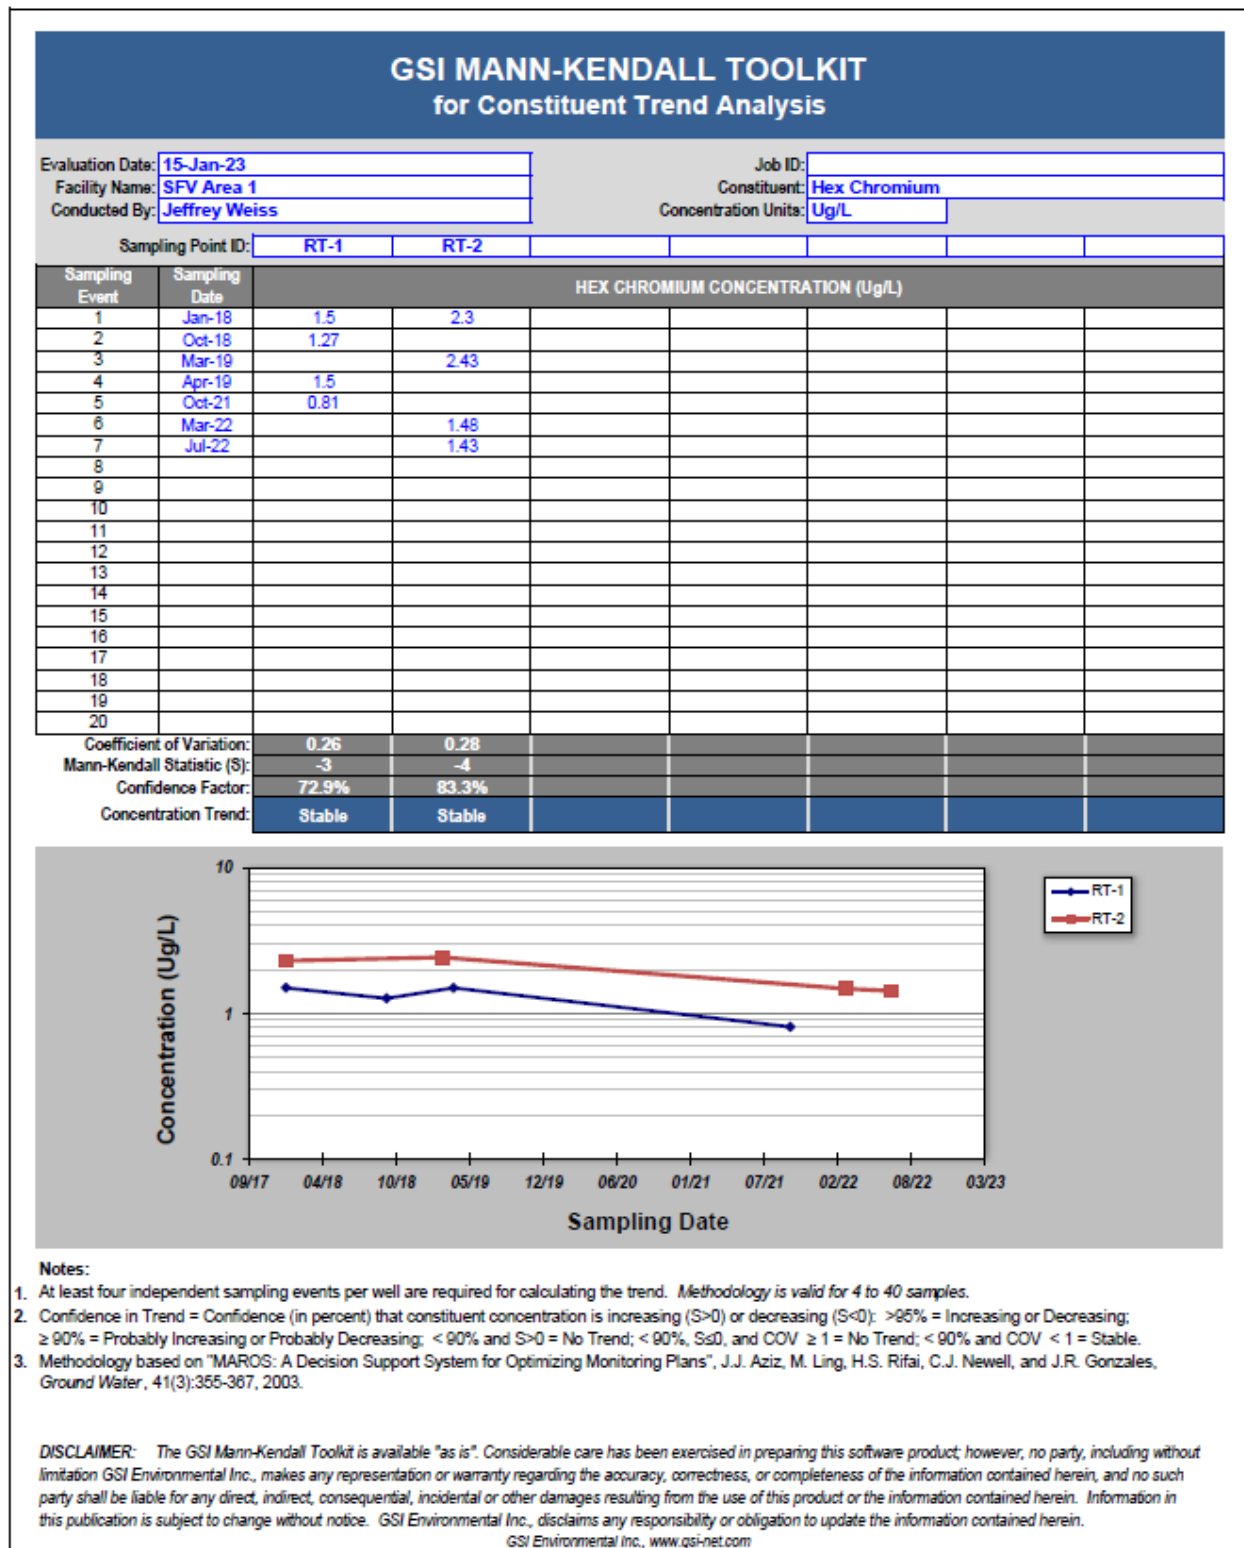 GSI MANN-KENDALL TOOLKIT
for Constituent Trend Analysis
Evaluation Date: 15-Jan-23 Job ID:
Facility Name: SFV Area 1 Constituent: Hex Chromium
Conducted By: Jeffrey Weiss Concentration Units: Ug/L
Sampling Point ID: RT-1 RT-2
Sampling Event Sampling Date HEX CHROMIUM CONCENTRATION (Ug/L)
1 Jan-18 1.5 2.3
2 Oct-18 1.27
3 Mar-19 2.43
4 Apr-19 1.5
5 Oct-21 0.81
6 Mar-22 1.48
7 Jul-22 1.43
8
9
10
11
12
13
14
15
16
17
18
19
20
Coefficient of Variation: 0.26 0.28
Mann-Kendall Statistic (S): -3 -4
Confidence Factor: 72.9% 83.3%
Concentration Trend: Stable Stable
10
1
0.1
Concentration (Ug/L)
09/17 04/18 10/18 05/19 12/19 06/20 01/21 07/21 02/22 08/22 03/23
Sampling Date
RT-1
RT-2
Notes:
1. At least four independent sampling events per well are required for calculating the trend. Methodology is valid for 4 to 40 samples.
2. Confidence in Trend = Confidence (in percent) that constituent concentration is increasing (S>0) or decreasing (S<0): >95% = Increasing or Decreasing;
≥ 90% = Probably Increasing or Probably Decreasing; < 90% and S>0 = No Trend; < 90%, S≤0, and COV ≥ 1 = No Trend; < 90% and COV < 1 = Stable.
3. Methodology based on "MAROS: A Decision Support System for Optimizing Monitoring Plans", J.J. Aziz, M. Ling, H.S. Rifai, C.J. Newell, and J.R. Gonzales,
Ground Water, 41(3):355-367, 2003.
DISCLAIMER: The GSI Mann-Kendall Toolkit is available "as is". Considerable care has been exercised in preparing this software product; however, no party, including without
limitation GSI Environmental Inc., makes any representation or warranty regarding the accuracy, correctness, or completeness of the information contained herein, and no such
party shall be liable for any direct, indirect, consequential, incidental or other damages resulting from the use of this product or the information contained herein. Information in
this publication is subject to change without notice. GSI Environmental Inc., disclaims any responsibility or obligation to update the information contained herein.
GSI Environmental Inc., www.gsi-net.com